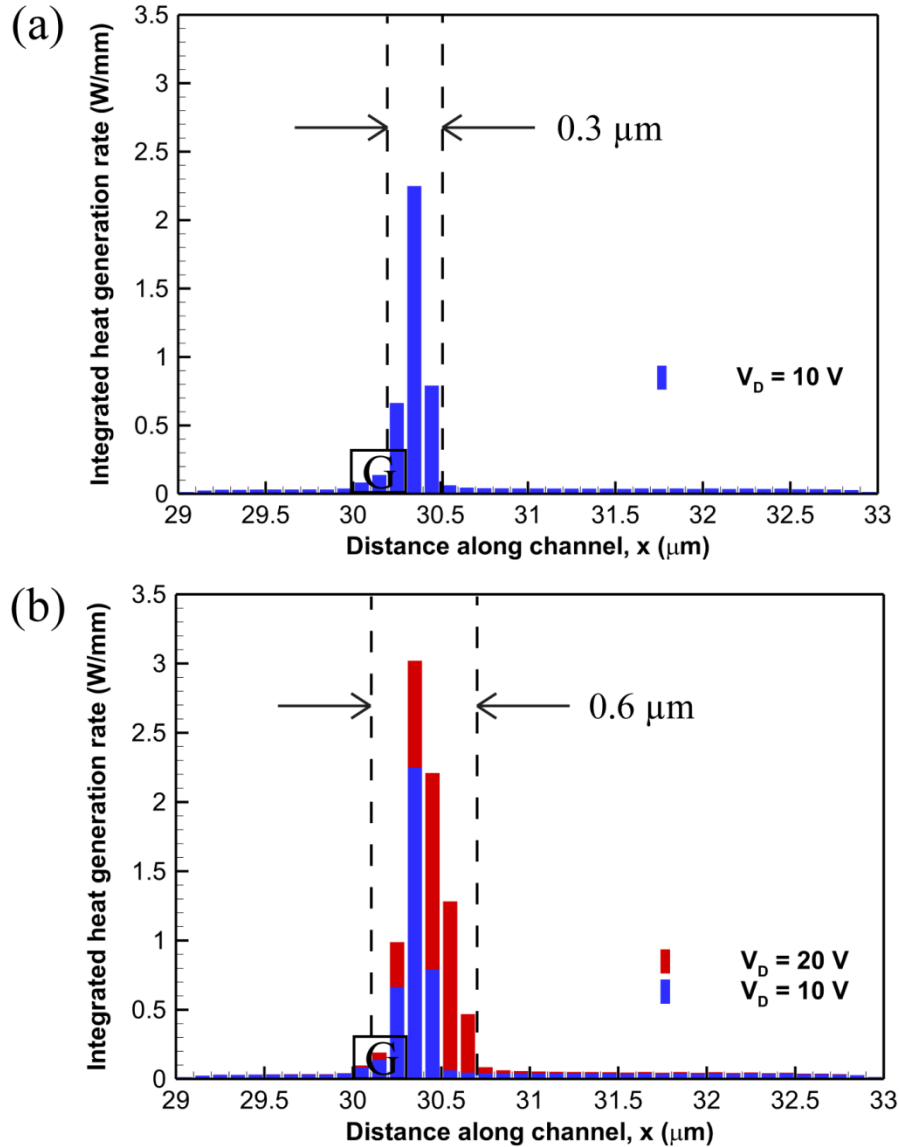 (a)
Integrated heat generation rate (W/mm)
3.5
3
2.5
2
1.5
1
0.5
0
0.3 µm
V_D = 10 V
G
29 29.5 30 30.5 31 31.5 32 32.5 33
Distance along channel, x (µm)
(b)
Integrated heat generation rate (W/mm)
3.5
3
2.5
2
1.5
1
0.5
0
0.6 µm
V_D = 20 V
V_D = 10 V
G
29 29.5 30 30.5 31 31.5 32 32.5 33
Distance along channel, x (µm)